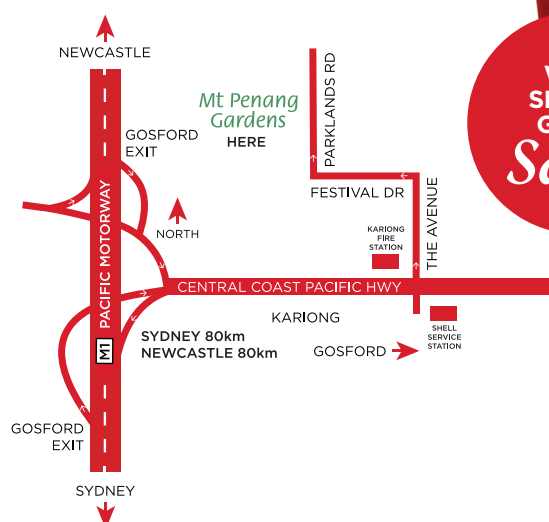 NEWCASTLE
GOSFORD
EXIT
Mt Penang
Gardens
HERE
PARKLANDS RD
FESTIVAL DR
THE AVENUE
PACIFIC MOTORWAY
NORTH
KARIONG
FIRE
STATION
CENTRAL COAST PACIFIC HWY
KARIONG
SHELL
SERVICE
STATION
M1
SYDNEY 80km
NEWCASTLE 80km
GOSFORD
GOSFORD
EXIT
SYDNEY